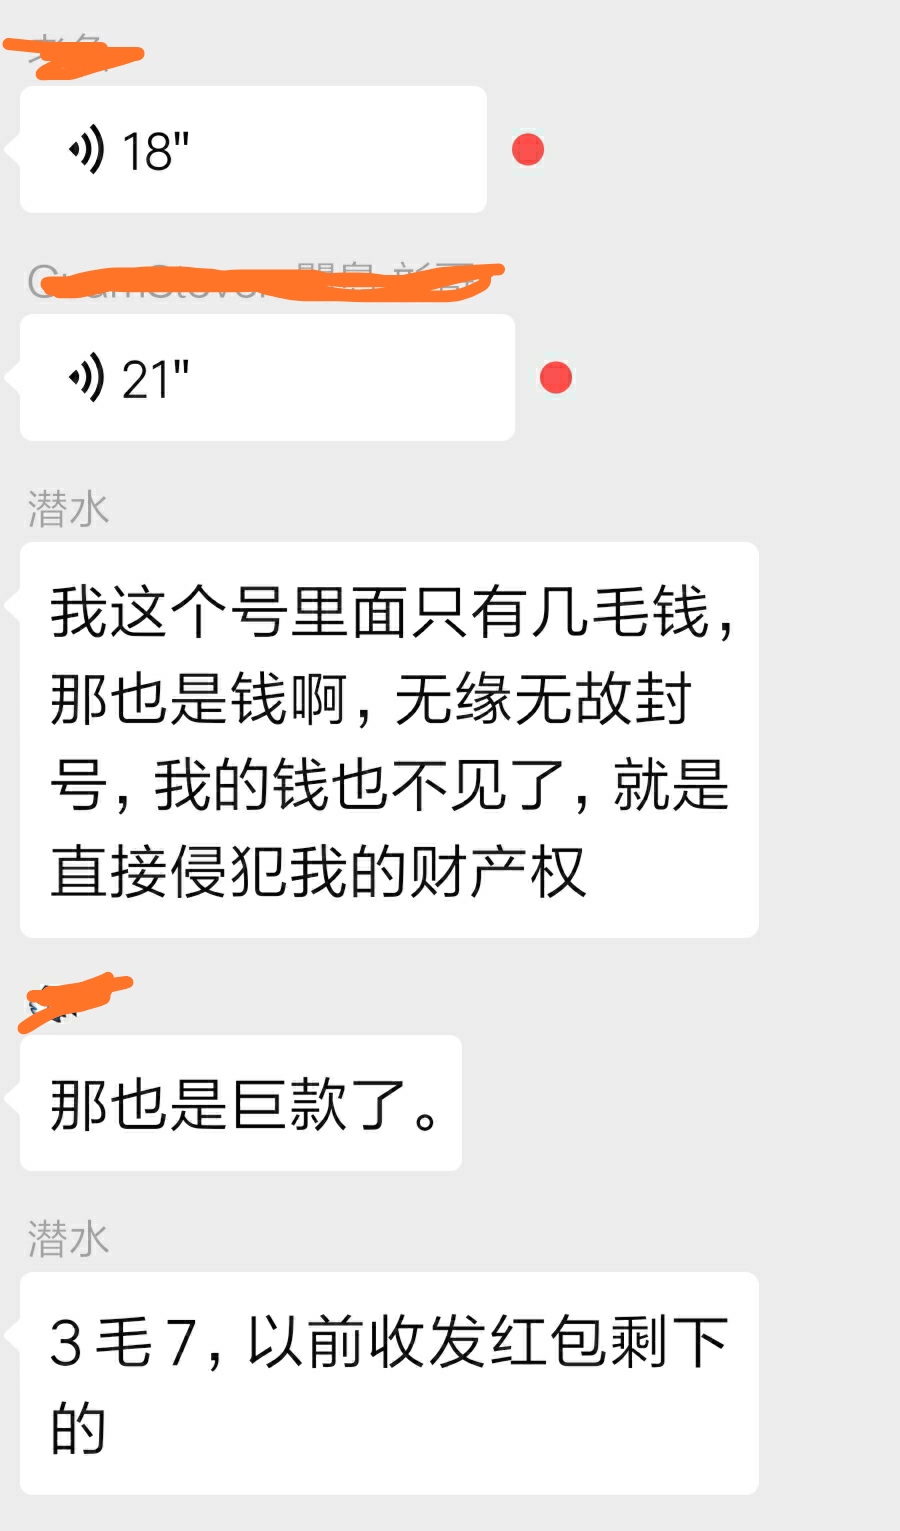 18"
21"
潜水
我这个号里面只有几毛钱，
那也是钱啊，无缘无故封
号，我的钱也不见了，就是
直接侵犯我的财产权
那也是巨款了。
潜水
3毛7，以前收发红包剩下
的